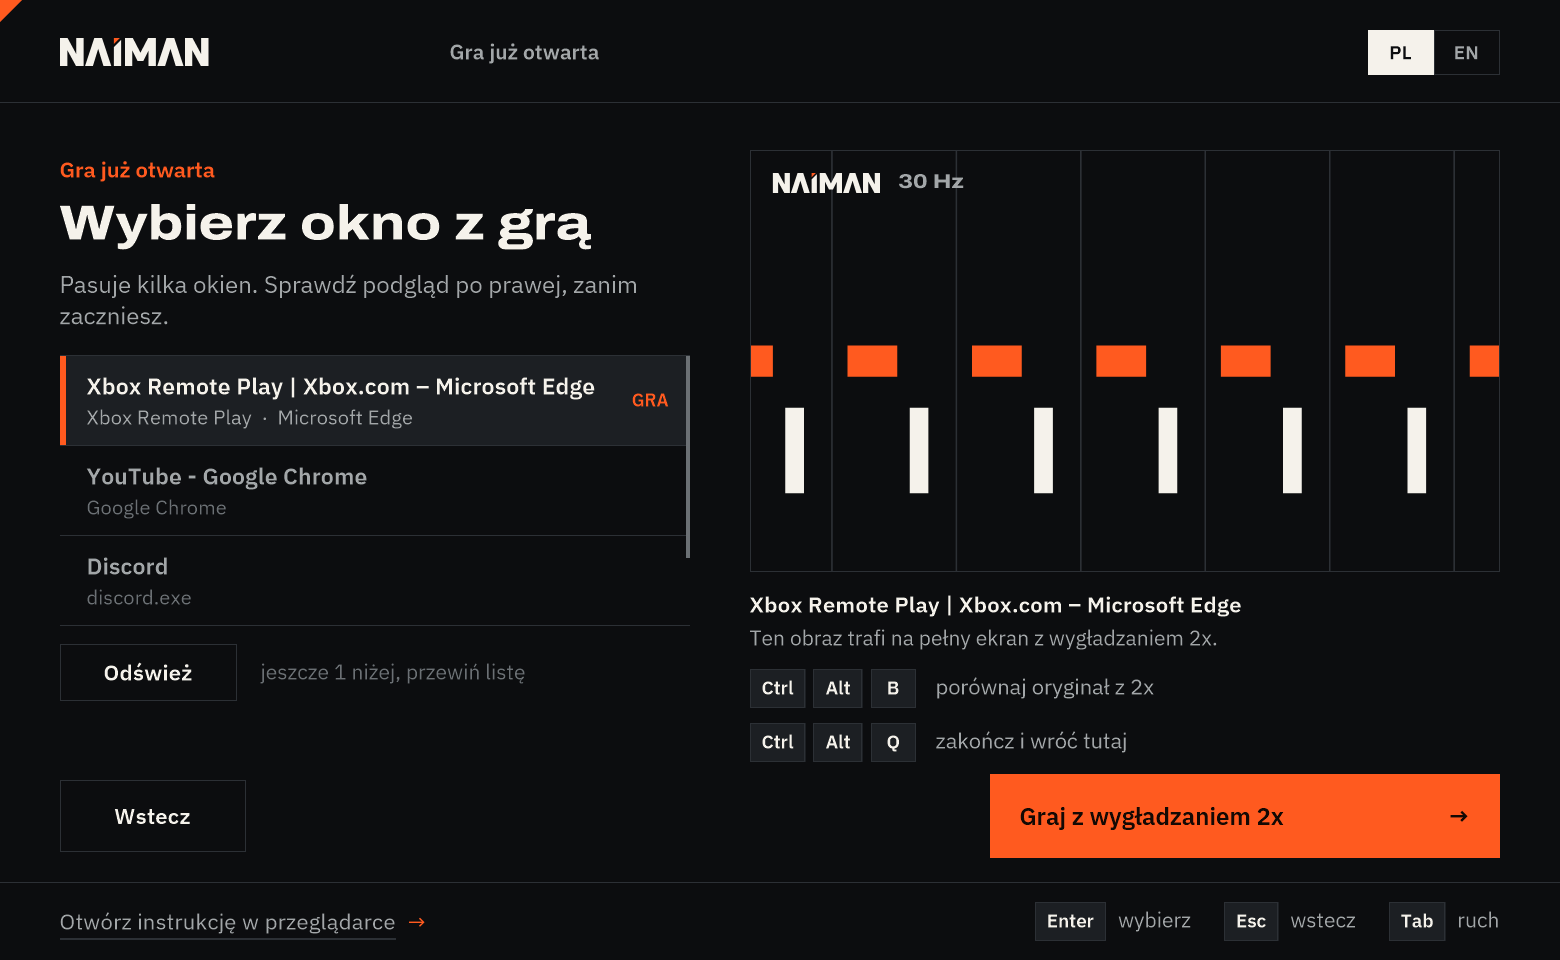 NAIMAN
Gra już otwarta
PL
EN
Gra już otwarta
Wybierz okno z grą
Pasuje kilka okien. Sprawdź podgląd po prawej, zanim
zaczniesz.
Xbox Remote Play | Xbox.com – Microsoft Edge
Xbox Remote Play · Microsoft Edge
GRA
YouTube - Google Chrome
Google Chrome
Discord
discord.exe
Odśwież
jeszcze 1 niżej, przewiń listę
Wstecz
NAIMAN 30 Hz
Xbox Remote Play | Xbox.com – Microsoft Edge
Ten obraz trafi na pełny ekran z wygładzaniem 2x.
Ctrl Alt B porównaj oryginał z 2x
Ctrl Alt Q zakończ i wróć tutaj
Graj z wygładzaniem 2x →
Otwórz instrukcję w przeglądarce →
Enter wybierz Esc wstecz Tab ruch